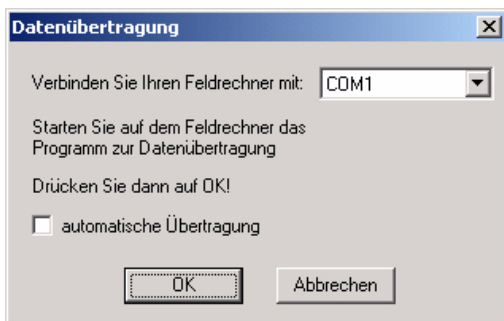 Datenübertragung
Verbinden Sie Ihren Feldrechner mit: COM1
Starten Sie auf dem Feldrechner das
Programm zur Datenübertragung
Drücken Sie dann auf OK!
automatische Übertragung
OK Abbrechen